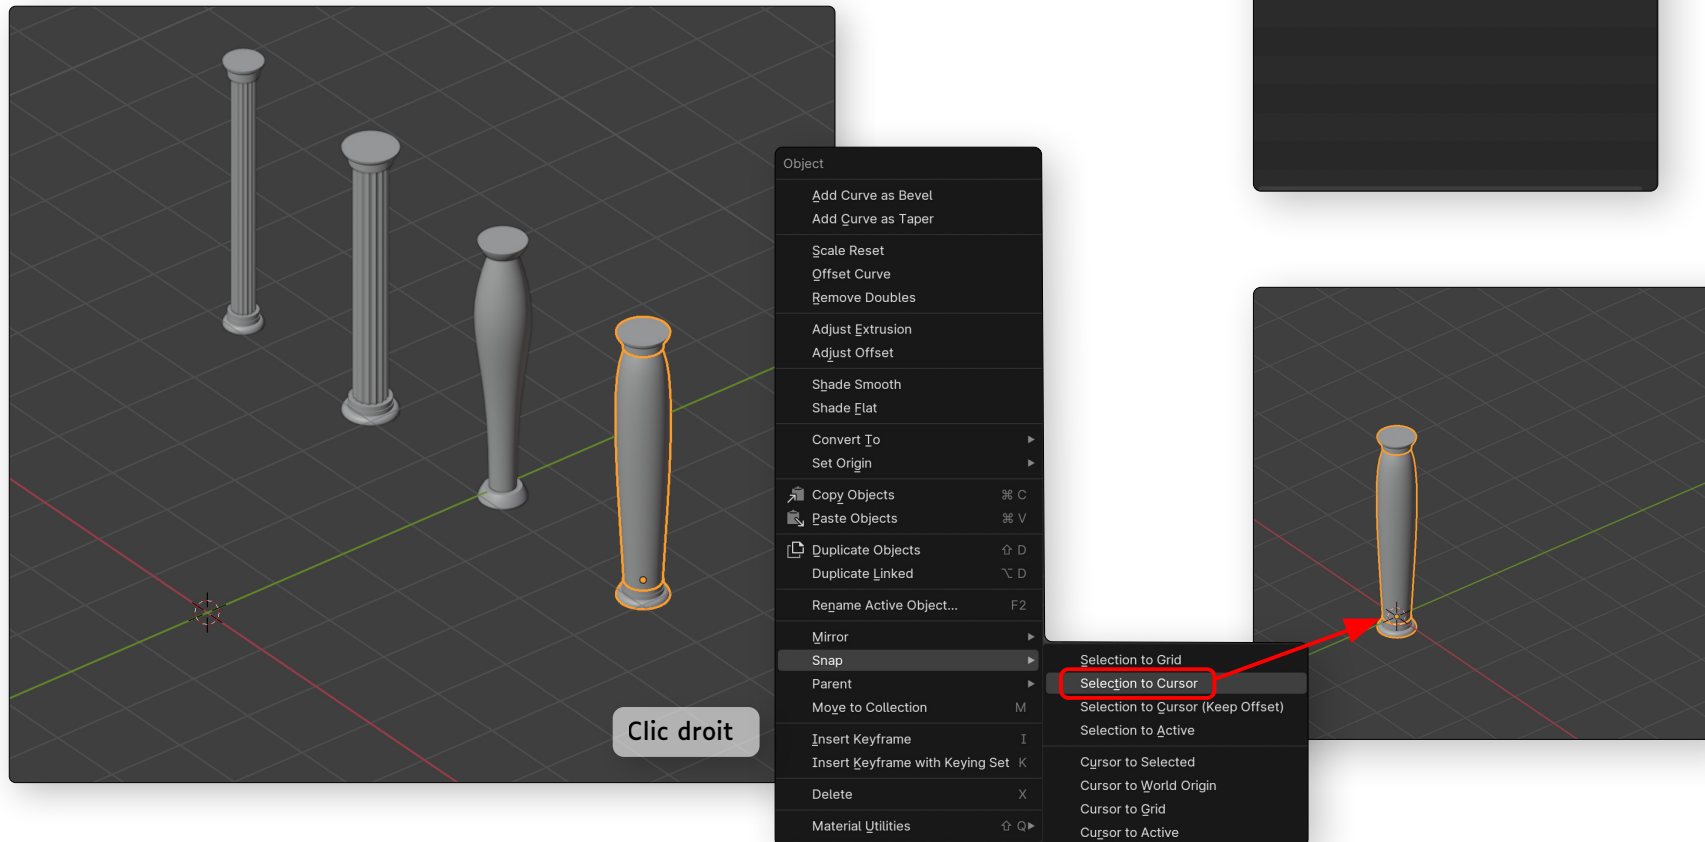 Object
Add Curve as Bevel
Add Curve as Taper
Scale Reset
Offset Curve
Remove Doubles
Adjust Extrusion
Adjust Offset
Shade Smooth
Shade Flat
Convert To
Set Origin
Copy Objects ⌘ C
Paste Objects ⌘ V
Duplicate Objects ⇧ D
Duplicate Linked ⌥ D
Rename Active Object... F2
Mirror
Snap
Parent
Move to Collection M
Insert Keyframe I
Insert Keyframe with Keying Set K
Delete X
Material Utilities ⇧ Q
Selection to Grid
Selection to Cursor
Selection to Cursor (Keep Offset)
Selection to Active
Cursor to Selected
Cursor to World Origin
Cursor to Grid
Cursor to Active
Clic droit